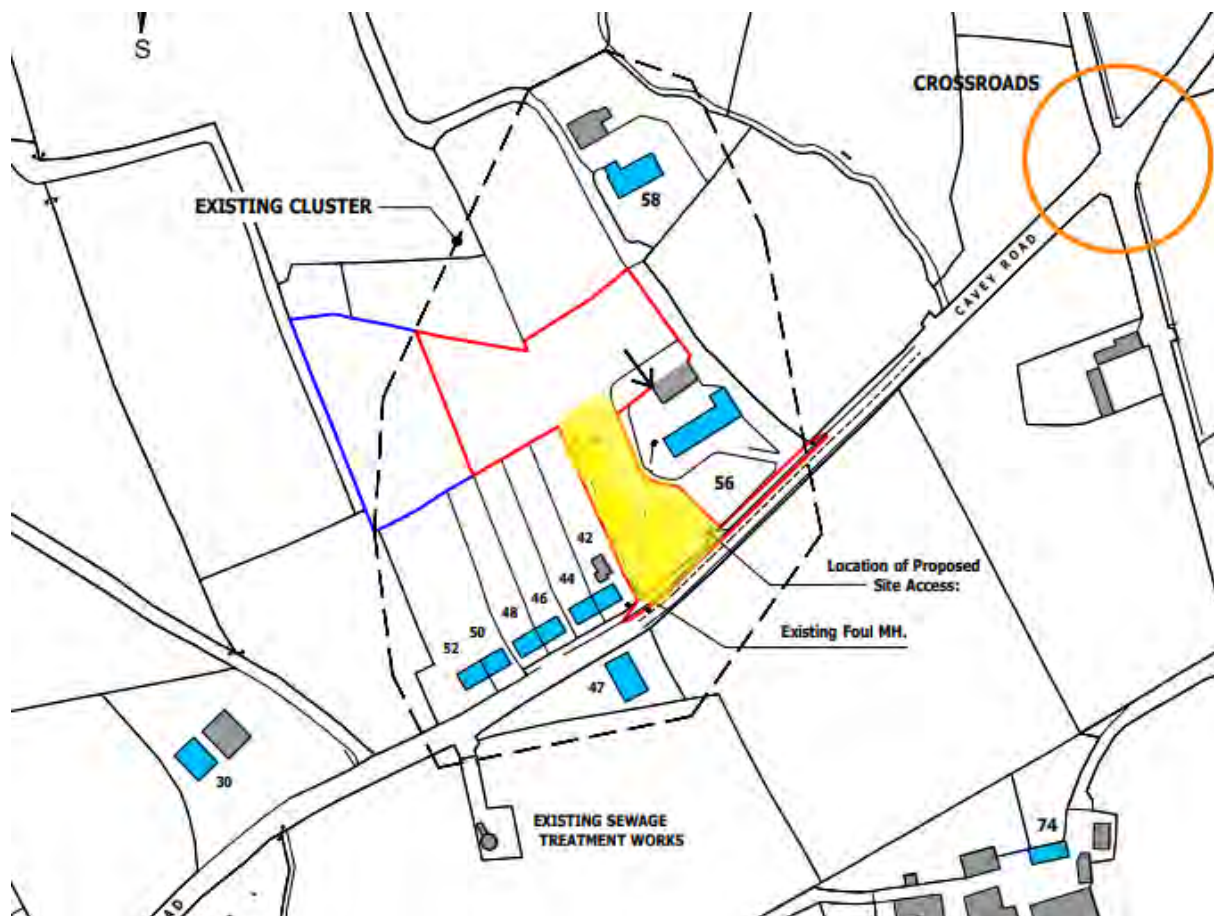 S
CROSSROADS
58
EXISTING CLUSTER
CAVEY ROAD
56
42
Location of Proposed
Site Access:
44
46
48
Existing Foul MH.
50
52
47
30
EXISTING SEWAGE
TREATMENT WORKS
74